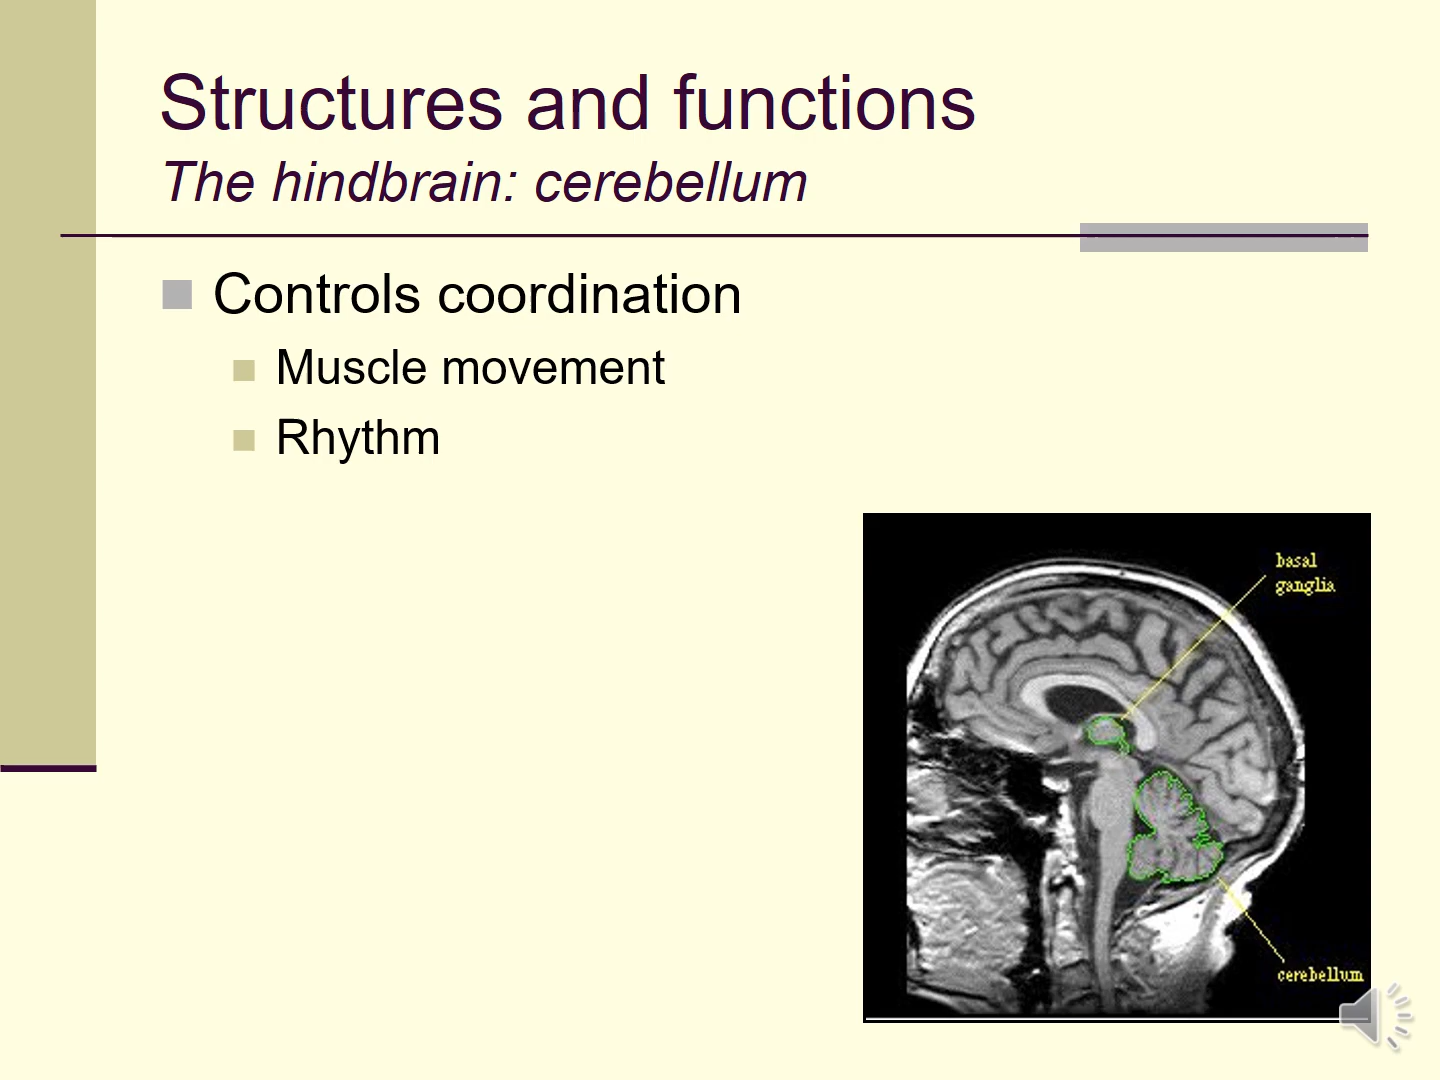 Structures and functions
The hindbrain: cerebellum
Controls coordination
Muscle movement
Rhythm
basal
ganglia
cerebellum